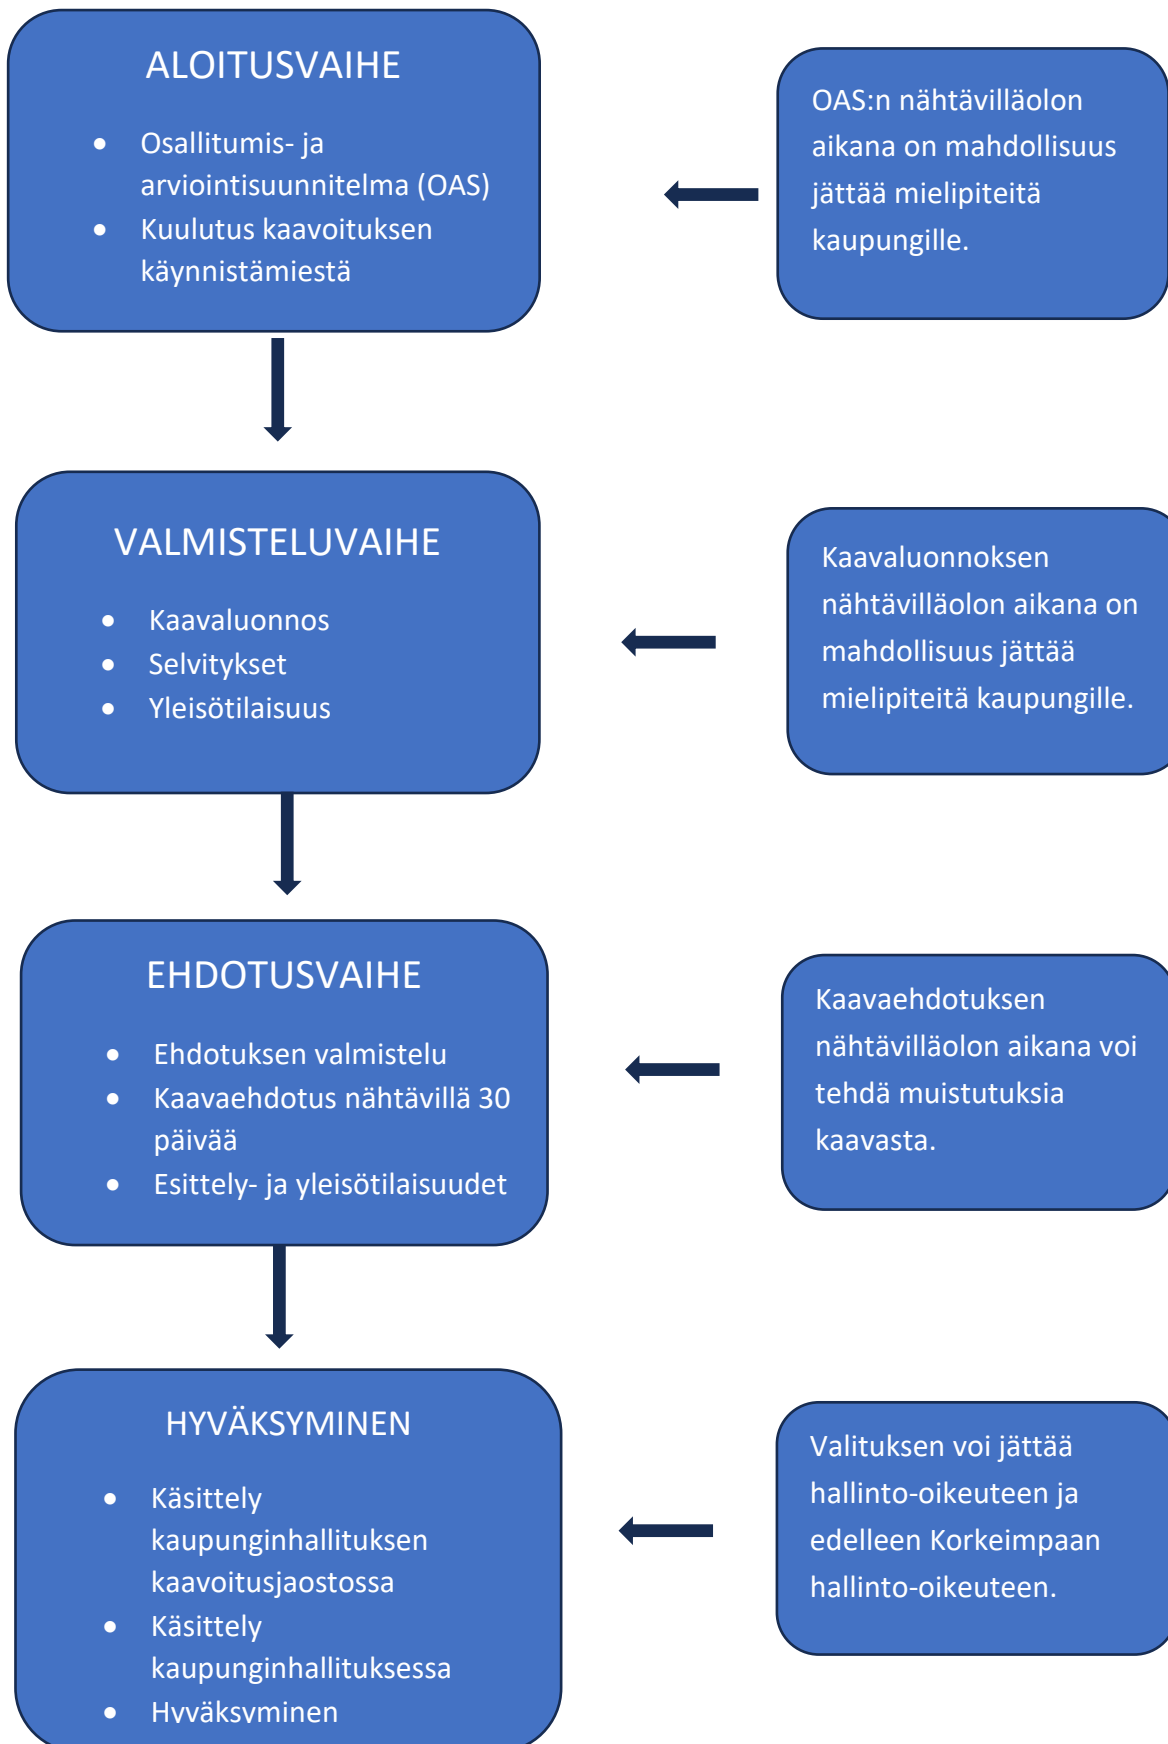 ALOITUSVAIHE
• Osallitumis- ja
arviointisuunnitelma (OAS)
• Kuulutus kaavoituksen
käynnistämiestä
OAS:n nähtävilläolon
aikana on mahdollisuus
jättää mielipiteitä
kaupungille.
VALMISTELUVAIHE
• Kaavaluonnos
• Selvitykset
• Yleisötilaisuus
Kaavaluonnoksen
nähtävilläolon aikana on
mahdollisuus jättää
mielipiteitä kaupungille.
EHDOTUSVAIHE
• Ehdotuksen valmistelu
• Kaavaehdotus nähtävillä 30
päivää
• Esittely- ja yleisötilaisuudet
Kaavaehdotuksen
nähtävilläolon aikana voi
tehdä muistutuksia
kaavasta.
HYVÄKSYMINEN
• Käsittely
kaupunginhallituksen
kaavoitusjaostossa
• Käsittely
kaupunginhallituksessa
• Hyväksyminen
Valituksen voi jättää
hallinto-oikeuteen ja
edelleen Korkeimpaan
hallinto-oikeuteen.